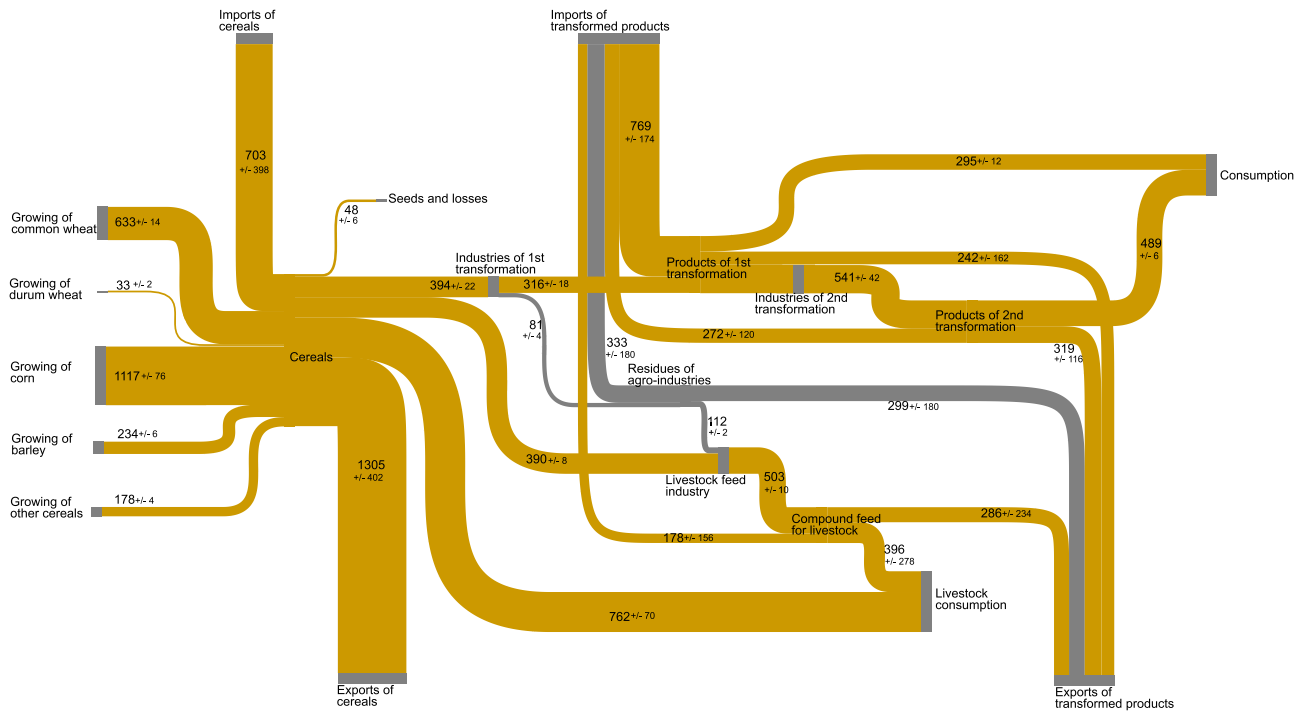 Imports of
cereals
Imports of
transformed products
703
+/- 398
769
+/- 174
295+/- 12
Consumption
Seeds and losses
48
+/- 6
Growing of
common wheat
633+/- 14
489
+/- 6
242+/- 162
Industries of 1st
transformation
Products of 1st
transformation
Growing of
durum wheat
33 +/- 2
394+/- 22
316+/- 18
541+/- 42
Industries of 2nd
transformation
Products of 2nd
transformation
81
+/- 4
272+/- 120
333
+/- 180
319
+/- 116
Cereals
Growing of
corn
1117+/- 76
Residues of
agro-industries
299+/- 180
112
+/- 2
Growing of
barley
234+/- 6
1305
+/- 402
390+/- 8
Livestock feed
industry
503
+/- 10
Growing of
other cereals
178+/- 4
286+/- 234
Compound feed
for livestock
178+/- 156
396
+/- 278
Livestock
consumption
762+/- 70
Exports of
cereals
Exports of
transformed products